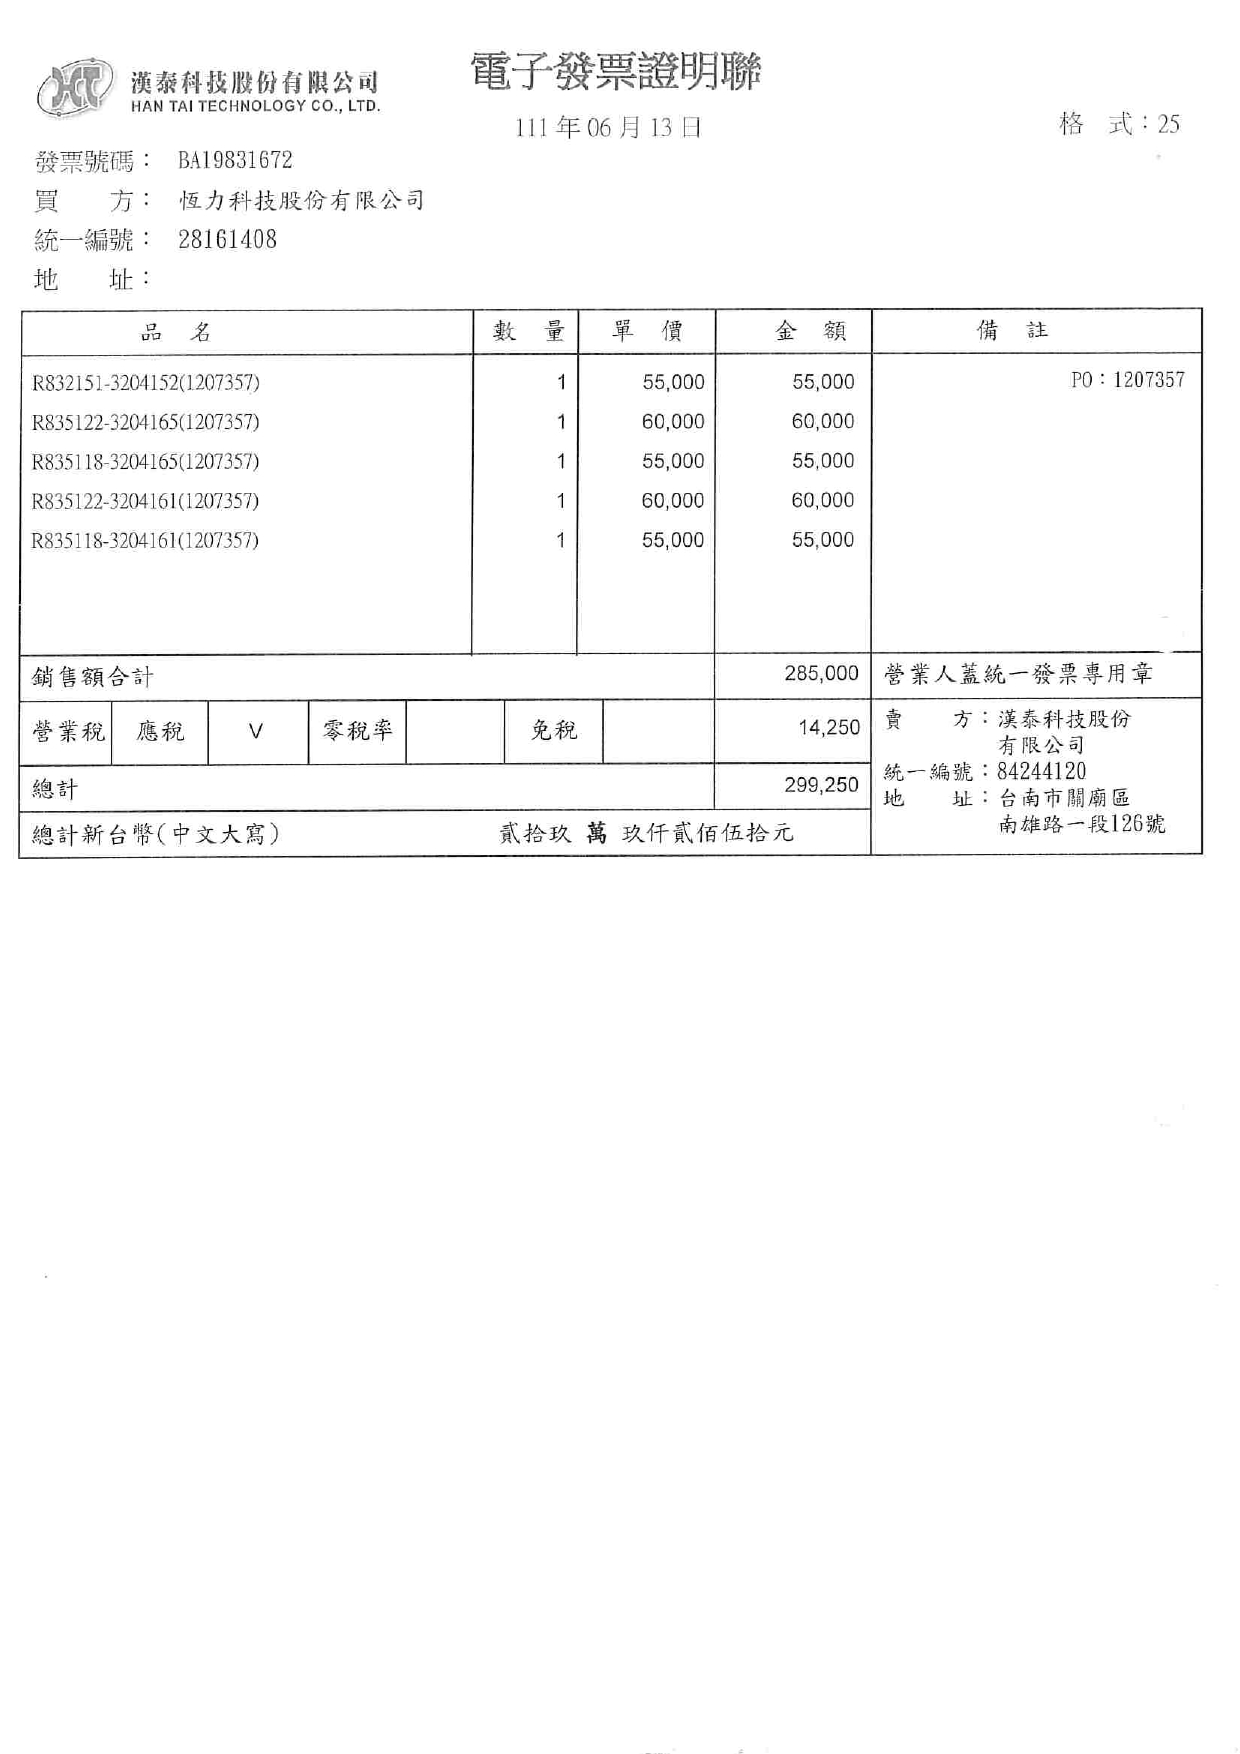 漢泰科技股份有限公司
HAN TAI TECHNOLOGY CO., LTD.
電子發票證明聯
111 年 06 月 13 日
格 式：25
發票號碼： BA19831672
買 方： 恆力科技股份有限公司
統一編號： 28161408
地 址：
品 名 數 量 單 價 金 額 備 註
R832151-3204152(1207357) 1 55,000 55,000 PO：1207357
R835122-3204165(1207357) 1 60,000 60,000
R835118-3204165(1207357) 1 55,000 55,000
R835122-3204161(1207357) 1 60,000 60,000
R835118-3204161(1207357) 1 55,000 55,000
銷售額合計 285,000 營業人蓋統一發票專用章
營業稅 應稅 V 零稅率 免稅 14,250
總計 299,250
總計新台幣(中文大寫) 貳拾玖 萬 玖仟貳佰伍拾元
賣 方：漢泰科技股份
有限公司
統一編號：84244120
地 址：台南市關廟區
南雄路一段126號